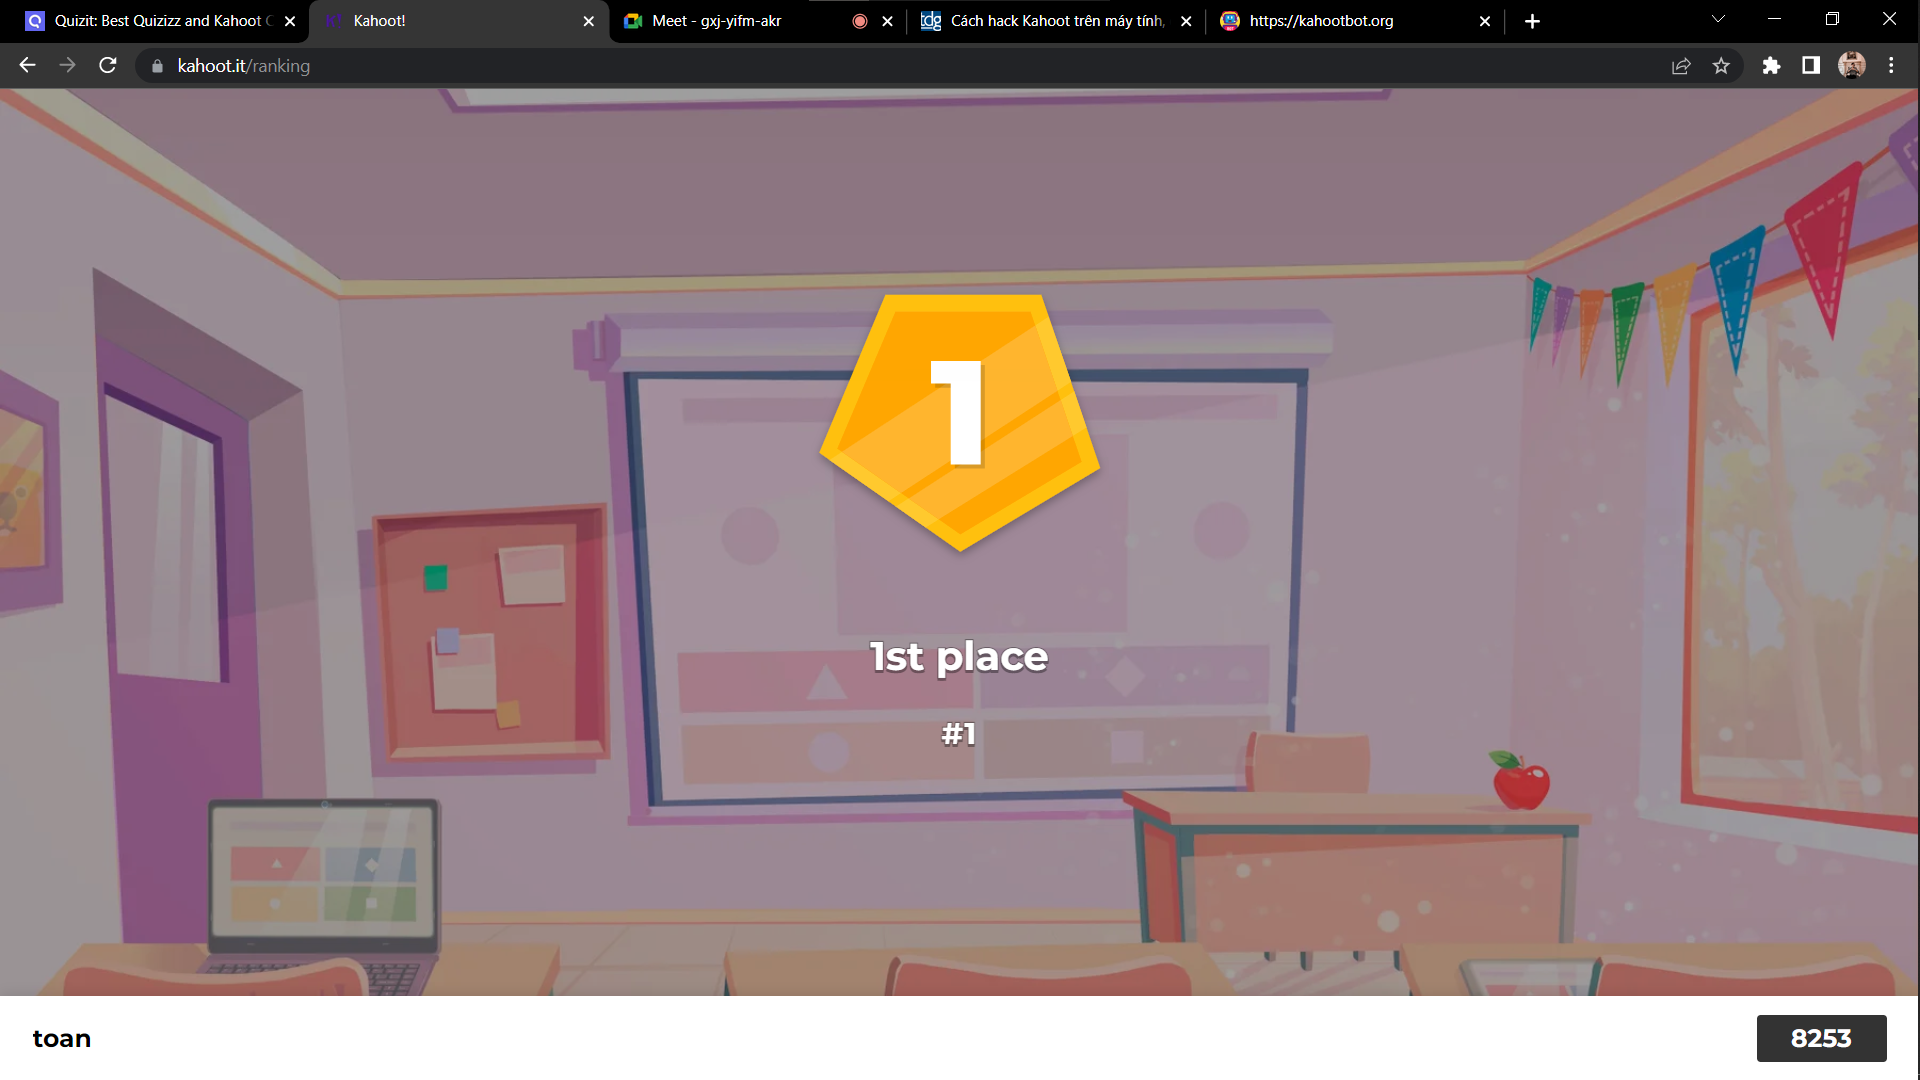 Quizit: Best Quizizz and Kahoot C
Kahoot!
Meet - gxj-yifm-akr
Cách hack Kahoot trên máy tính,
https://kahootbot.org
kahoot.it/ranking
1
1st place
#1
toan
8253